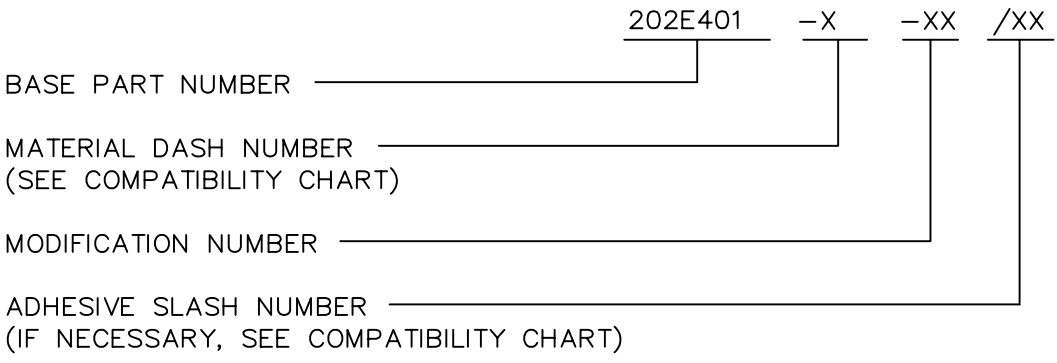 202E401 -X -XX /XX
BASE PART NUMBER
MATERIAL DASH NUMBER
(SEE COMPATIBILITY CHART)
MODIFICATION NUMBER
ADHESIVE SLASH NUMBER
(IF NECESSARY, SEE COMPATIBILITY CHART)